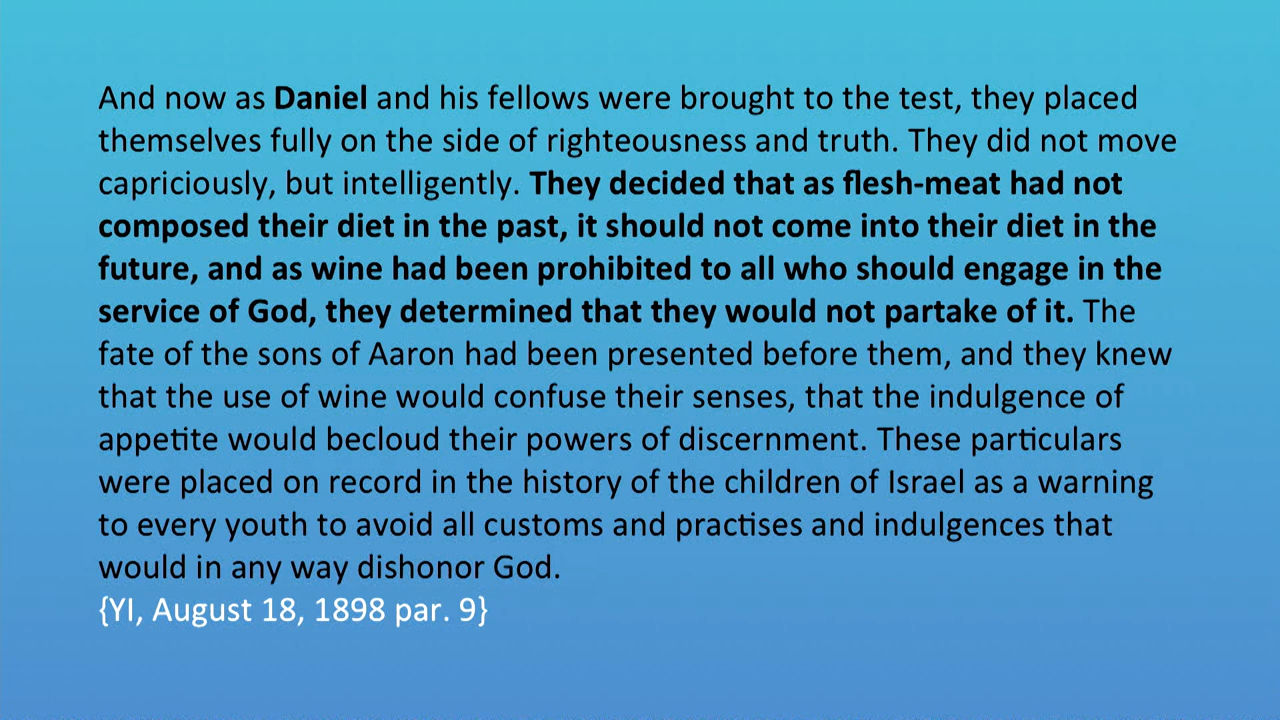 And now as Daniel and his fellows were brought to the test, they placed
themselves fully on the side of righteousness and truth. They did not move
capriciously, but intelligently. They decided that as flesh-meat had not
composed their diet in the past, it should not come into their diet in the
future, and as wine had been prohibited to all who should engage in the
service of God, they determined that they would not partake of it. The
fate of the sons of Aaron had been presented before them, and they knew
that the use of wine would confuse their senses, that the indulgence of
appetite would becloud their powers of discernment. These particulars
were placed on record in the history of the children of Israel as a warning
to every youth to avoid all customs and practises and indulgences that
would in any way dishonor God.
{YI, August 18, 1898 par. 9}